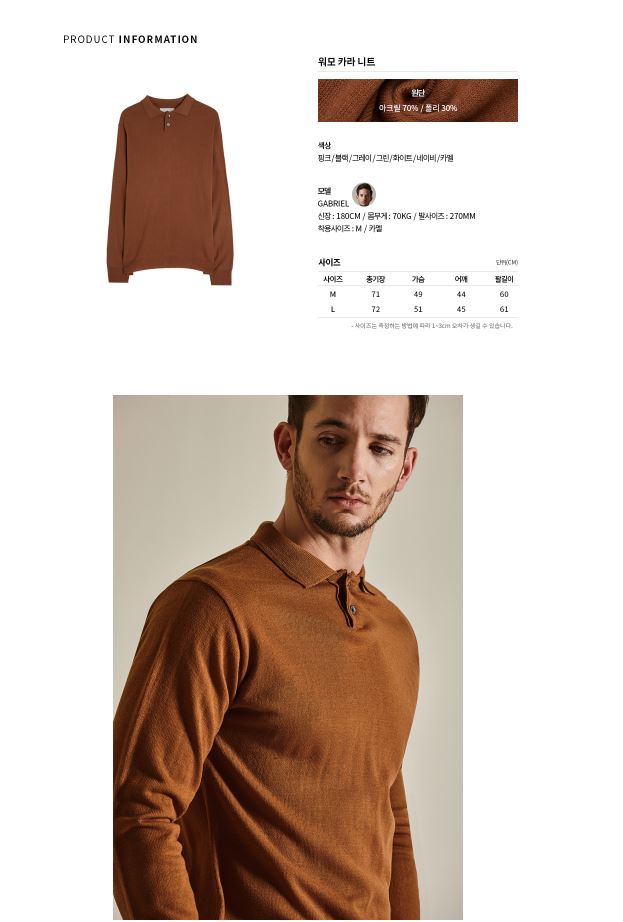 PRODUCT INFORMATION
워모 카라 니트
원단
아크릴 70% / 폴리 30%
색상
핑크/블랙/그레이/그린/화이트/네이비/카멜
모델
GABRIEL
신장 : 180CM / 몸무게 : 70KG / 발사이즈 : 270MM
착용사이즈 : M / 카멜
사이즈 단위(CM)
사이즈 총기장 가슴 어깨 팔길이
M 71 49 44 60
L 72 51 45 61
- 사이즈는 측정하는 방법에 따라 1~3cm 오차가 생길 수 있습니다.